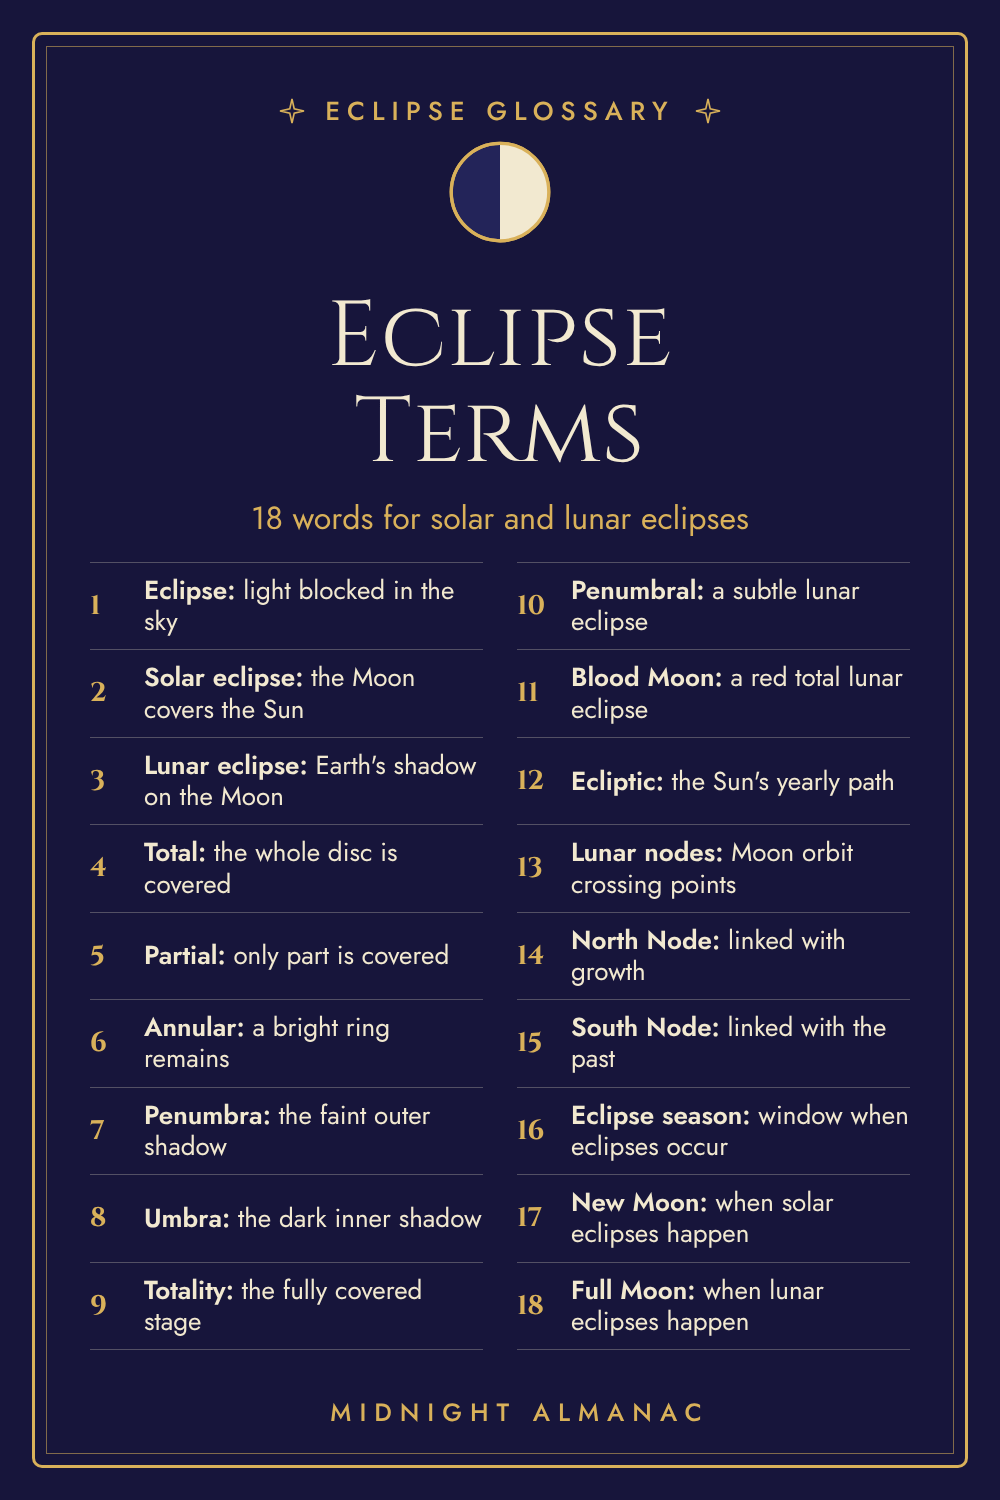 ECLIPSE GLOSSARY
Eclipse
Terms
18 words for solar and lunar eclipses
1
Eclipse: light blocked in the
sky
2
Solar eclipse: the Moon
covers the Sun
3
Lunar eclipse: Earth's shadow
on the Moon
4
Total: the whole disc is
covered
5
Partial: only part is covered
6
Annular: a bright ring
remains
7
Penumbra: the faint outer
shadow
8
Umbra: the dark inner shadow
9
Totality: the fully covered
stage
10
Penumbral: a subtle lunar
eclipse
11
Blood Moon: a red total lunar
eclipse
12
Ecliptic: the Sun's yearly path
13
Lunar nodes: Moon orbit
crossing points
14
North Node: linked with
growth
15
South Node: linked with the
past
16
Eclipse season: window when
eclipses occur
17
New Moon: when solar
eclipses happen
18
Full Moon: when lunar
eclipses happen
MIDNIGHT ALMANAC